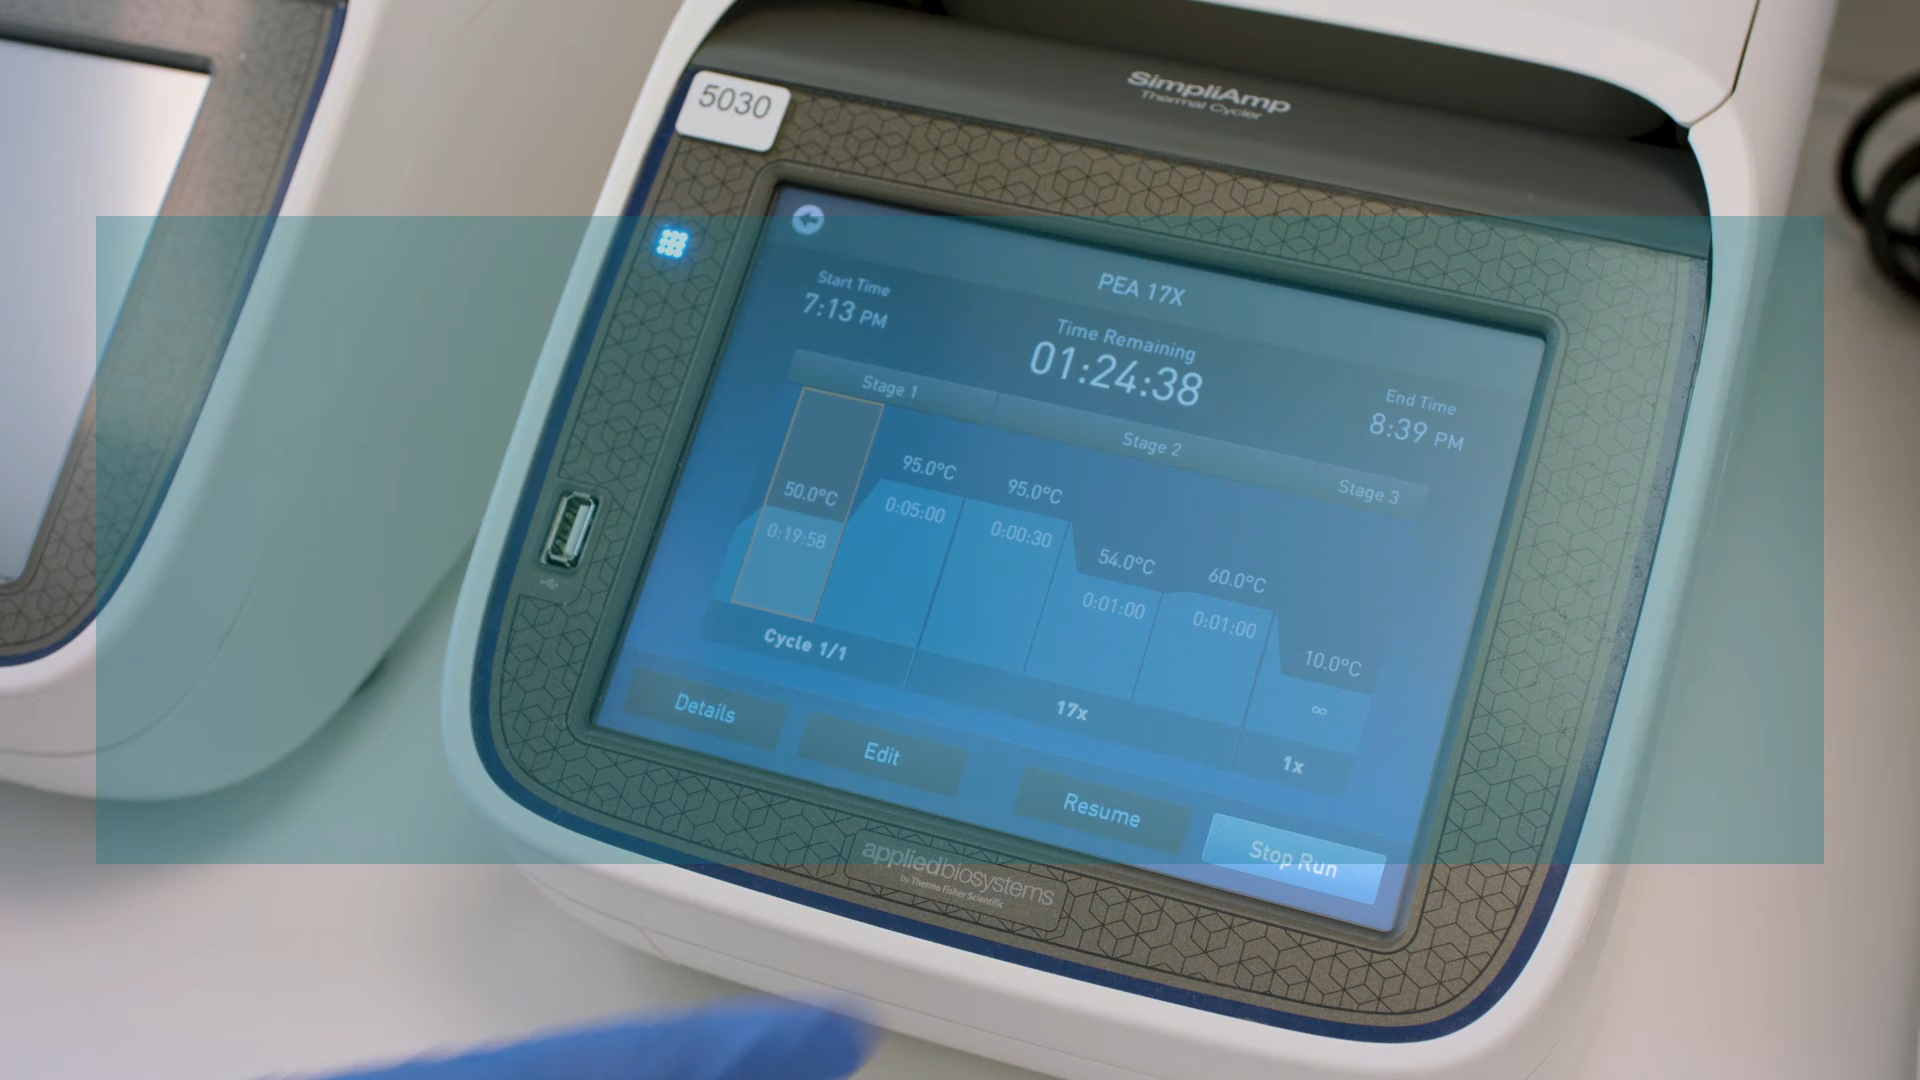 SimpliAmp
Thermal Cycler
5030
PEA 17X
Start Time
7:13 PM
Time Remaining
01:24:38
End Time
8:39 PM
Stage 1
Stage 2
Stage 3
50.0°C
0:19:58
95.0°C
0:05:00
95.0°C
0:00:30
54.0°C
0:01:00
60.0°C
0:01:00
10.0°C
∞
Cycle 1/1
17x
1x
Details
Edit
Resume
Stop Run
appliedbiosystems
by Thermo Fisher Scientific